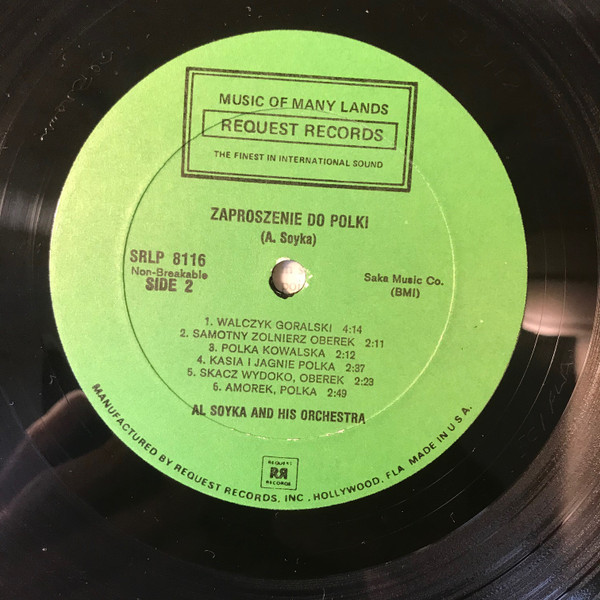 MUSIC OF MANY LANDS
REQUEST RECORDS
THE FINEST IN INTERNATIONAL SOUND
ZAPROSZENIE DO POLKI
(A. Soyka)
SRLP 8116
Non-Breakable
SIDE 2
Saka Music Co.
(BMI)
1. WALCZYK GORALSKI 4:14
2. SAMOTNY ZOLNIERZ OBEREK 2:11
3. POLKA KOWALSKA 2:12
4. KASIA I JAGNIE POLKA 2:37
5. SKACZ WYDOKO, OBEREK 2:23
6. AMOREK, POLKA 2:49
AL SOYKA AND HIS ORCHESTRA
REQUEST
RR
RECORDS
MANUFACTURED BY REQUEST RECORDS, INC., HOLLYWOOD, FLA MADE IN U.S.A.